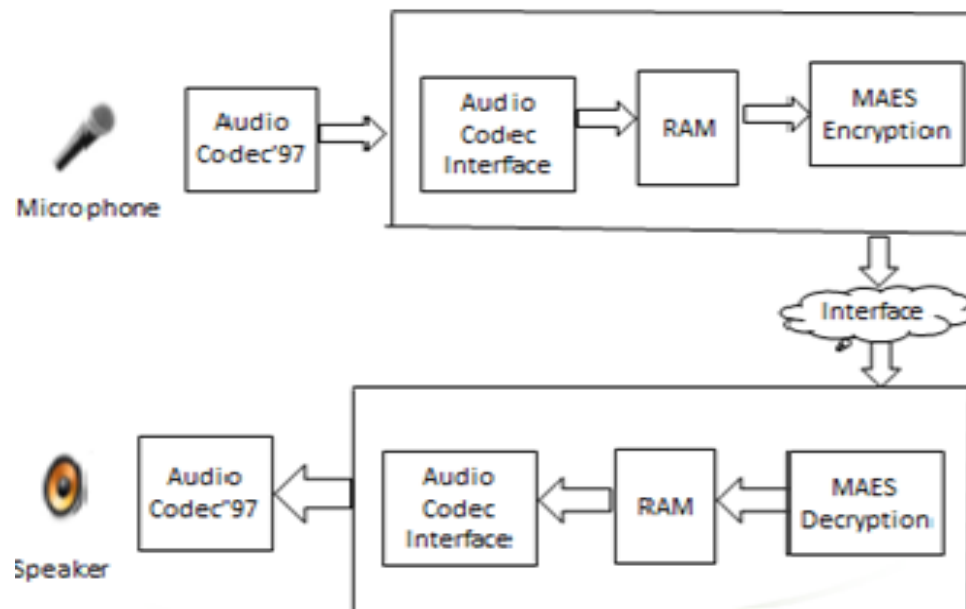 Microphone
Audio
Codec'97
Audio
Codec
Interface
RAM
MAES
Encryption
Interface
Speaker
Audio
Codec"97
Audio
Codec
Interface
RAM
MAES
Decryption